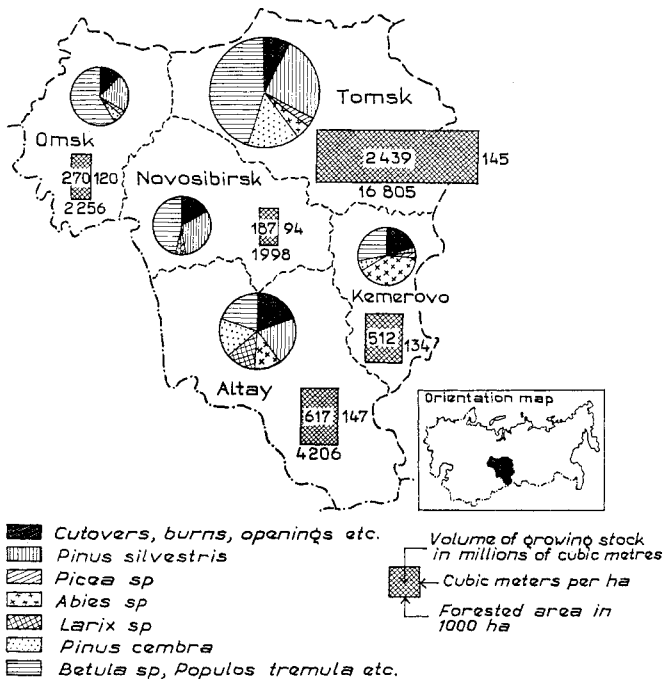 Tomsk
2439
145
16 805
Omsk
270
120
2256
Novosibirsk
187
94
1998
Kemerovo
512
134
Altay
617
147
4206
Orientation map
Cutovers, burns, openings etc.
Pinus silvestris
Picea sp
Abies sp
Larix sp
Pinus cembra
Betula sp, Populos tremula etc.
Volume of growing stock
in millions of cubic metres
Cubic meters per ha
Forested area in
1000 ha